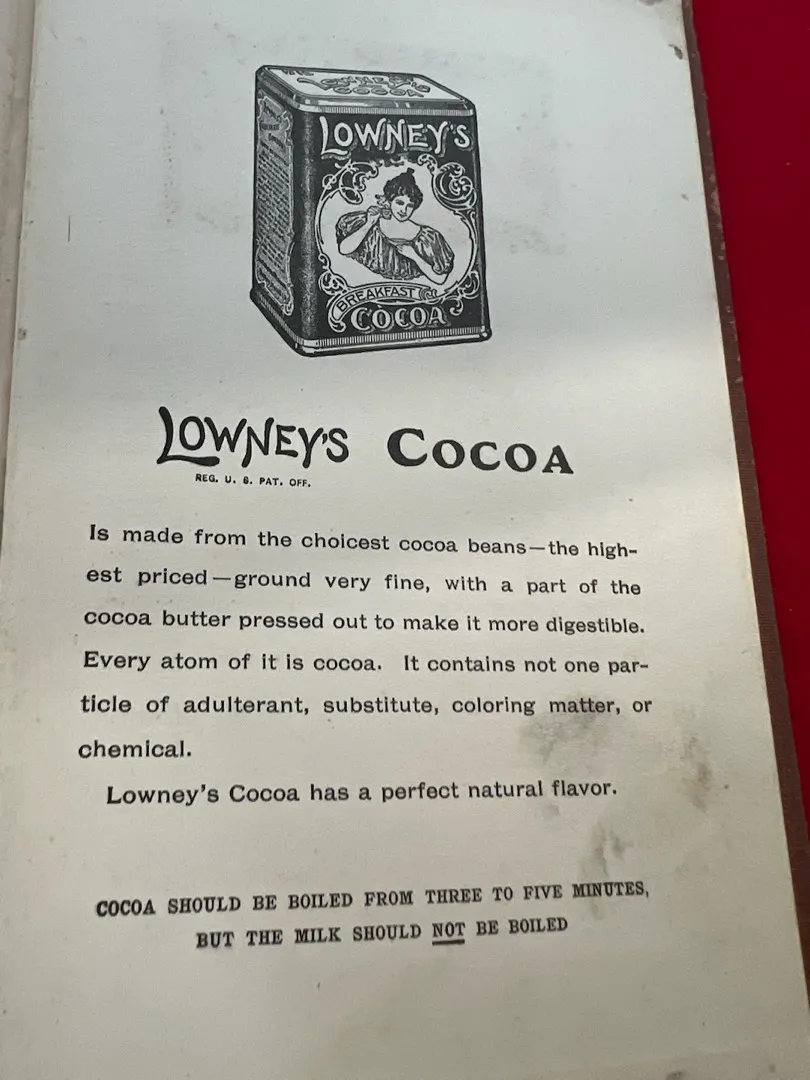 LOWNEY'S
COCOA
LOWNEY'S
BREAKFAST
COCOA
LOWNEY'S COCOA
REG. U. S. PAT. OFF.
Is made from the choicest cocoa beans—the high-
est priced—ground very fine, with a part of the
cocoa butter pressed out to make it more digestible.
Every atom of it is cocoa. It contains not one par-
ticle of adulterant, substitute, coloring matter, or
chemical.
Lowney's Cocoa has a perfect natural flavor.
COCOA SHOULD BE BOILED FROM THREE TO FIVE MINUTES,
BUT THE MILK SHOULD NOT BE BOILED